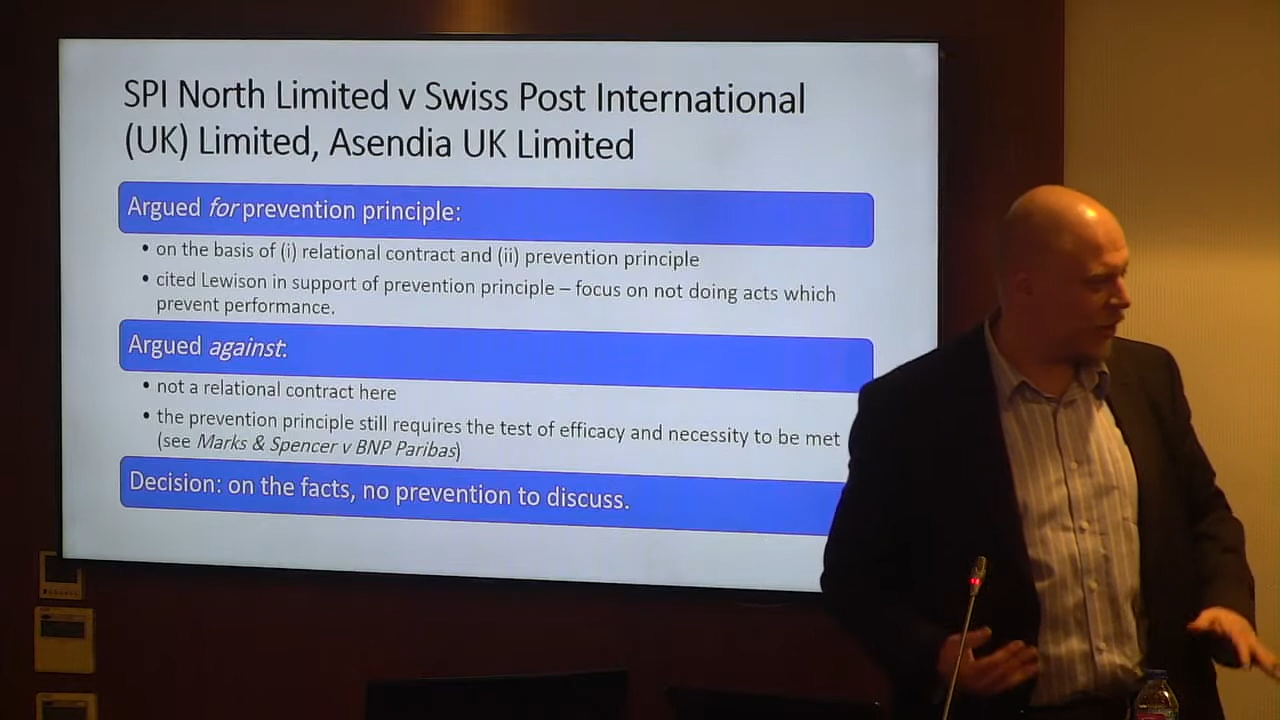 SPI North Limited v Swiss Post International
(UK) Limited, Asendia UK Limited
Argued for prevention principle:
• on the basis of (i) relational contract and (ii) prevention principle
• cited Lewison in support of prevention principle – focus on not doing acts which
prevent performance.
Argued against:
• not a relational contract here
• the prevention principle still requires the test of efficacy and necessity to be met
(see Marks & Spencer v BNP Paribas)
Decision: on the facts, no prevention to discuss.